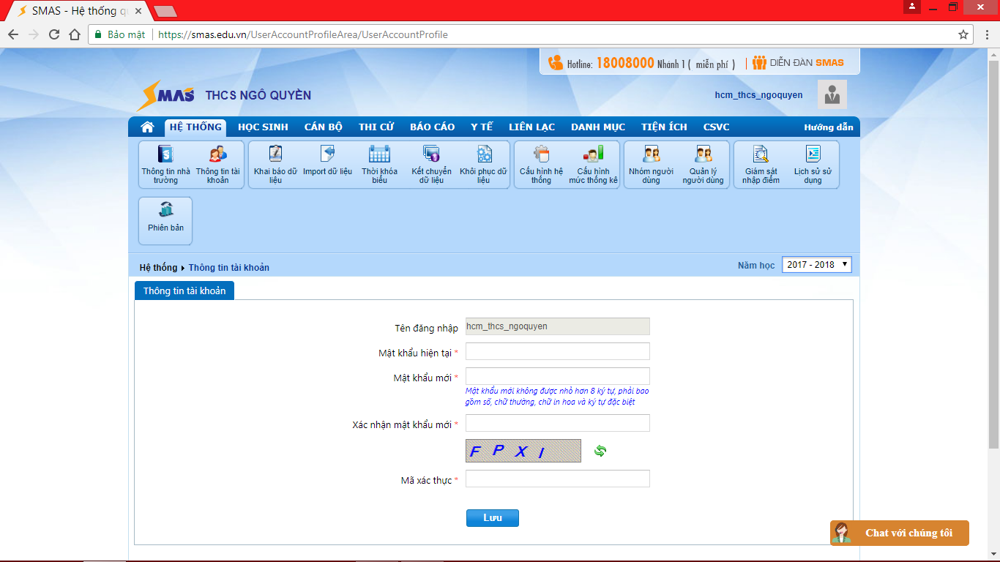 SMAS - Hệ thống q
Bảo mật
https://smas.edu.vn/UserAccountProfileArea/UserAccountProfile
Hotline: 18008000 Nhánh 1 ( miễn phí )
DIỄN ĐÀN SMAS
SMAS THCS NGÔ QUYỀN
hcm_thcs_ngoquyen
HỆ THỐNG HỌC SINH CÁN BỘ THI CỬ BÁO CÁO Y TẾ LIÊN LẠC DANH MỤC TIỆN ÍCH CSVC Hướng dẫn
Thông tin nhà trường
Thông tin tài khoản
Khai báo dữ liệu
Import dữ liệu
Thời khóa biểu
Kết chuyển dữ liệu
Khôi phục dữ liệu
Cấu hình hệ thống
Cấu hình mức thống kê
Nhóm người dùng
Quản lý người dùng
Giám sát nhập điểm
Lịch sử sử dụng
Phiên bản
Hệ thống Thông tin tài khoản
Năm học 2017 - 2018
Thông tin tài khoản
Tên đăng nhập hcm_thcs_ngoquyen
Mật khẩu hiện tại *
Mật khẩu mới *
Mật khẩu mới không được nhỏ hơn 8 ký tự, phải bao
gồm số, chữ thường, chữ in hoa và ký tự đặc biệt
Xác nhận mật khẩu mới *
F P X I
Mã xác thực *
Lưu
Chat với chúng tôi